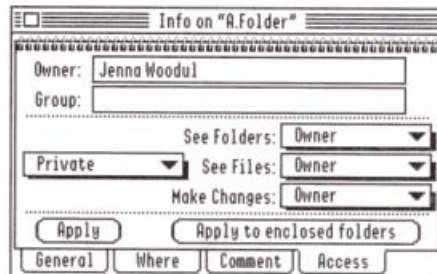 Info on "A.Folder"
Owner: Jenna Woodul
Group:
See Folders: Owner
Private See Files: Owner
Make Changes: Owner
Apply Apply to enclosed folders
General Where Comment Access